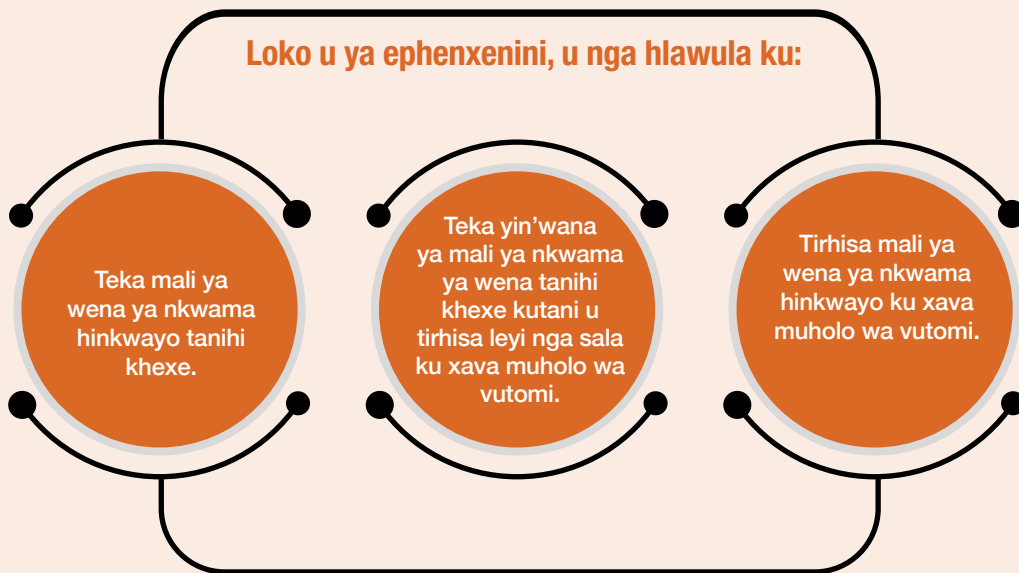 Loko u ya ephenxenini, u nga hlawula ku:
Teka mali ya
wena ya nkwama
hinkwayo tanihi
khexe.
Teka yin’wana
ya mali ya nkwama
ya wena tanihi
khexe kutani u
tirhisa leyi nga sala
ku xava muholo wa
vutomi.
Tirhisa mali ya
wena ya nkwama
hinkwayo ku xava
muholo wa vutomi.